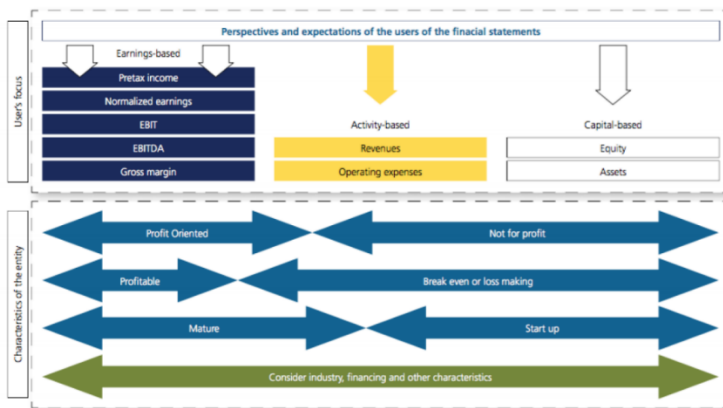 Perspectives and expectations of the users of the finacial statements
User's focus
Earnings-based
Pretax income
Normalized earnings
EBIT
EBITDA
Gross margin
Activity-based
Revenues
Operating expenses
Capital-based
Equity
Assets
Characteristics of the entity
Profit Oriented
Not for profit
Profitable
Break even or loss making
Mature
Start up
Consider industry, financing and other characteristics